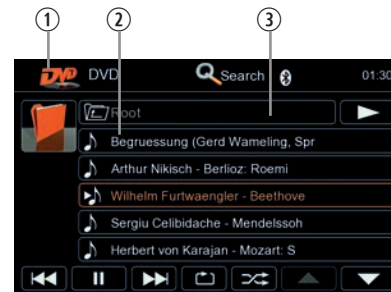 1 2 3
DVD DVD Search 01:30
Root
Begruessung (Gerd Wameling, Spr
Arthur Nikisch - Berlioz: Roemi
Wilhelm Furtwaengler - Beethove
Sergiu Celibidache - Mendelssoh
Herbert von Karajan - Mozart: S